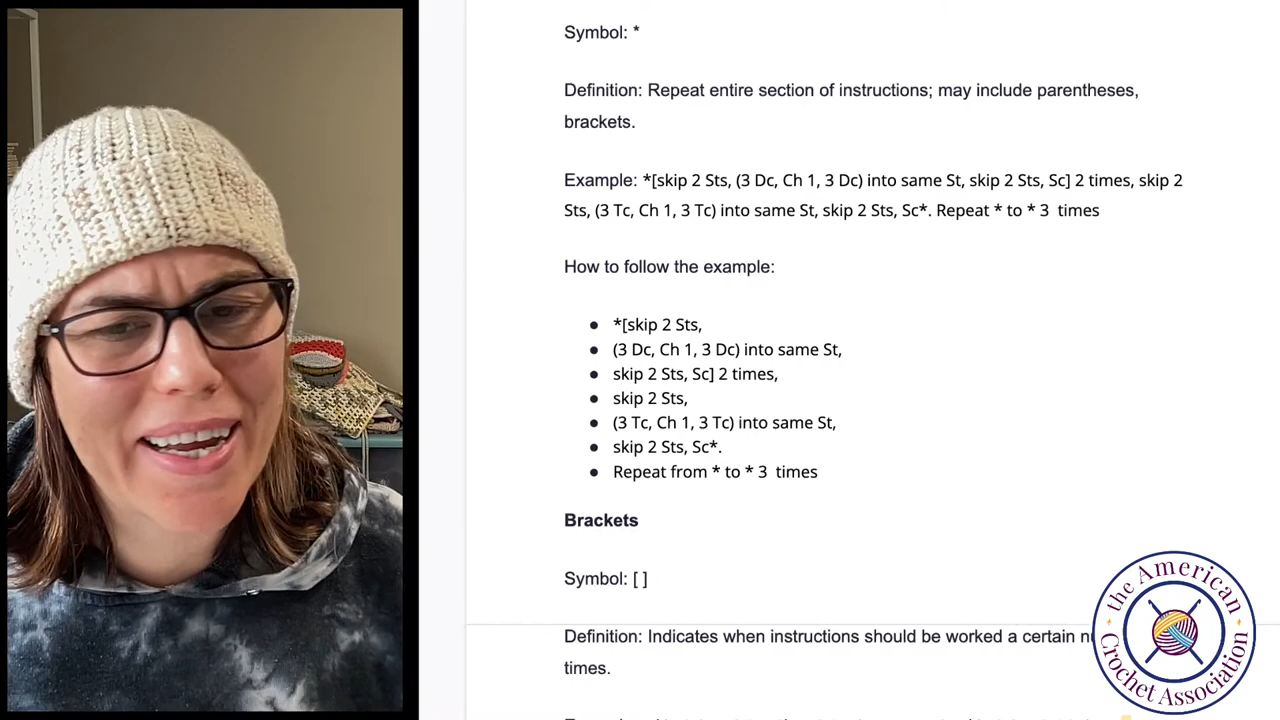 Symbol: *
Definition: Repeat entire section of instructions; may include parentheses,
brackets.
Example: *[skip 2 Sts, (3 Dc, Ch 1, 3 Dc) into same St, skip 2 Sts, Sc] 2 times, skip 2
Sts, (3 Tc, Ch 1, 3 Tc) into same St, skip 2 Sts, Sc*. Repeat * to * 3  times
How to follow the example:
● *[skip 2 Sts,
● (3 Dc, Ch 1, 3 Dc) into same St,
● skip 2 Sts, Sc] 2 times,
● skip 2 Sts,
● (3 Tc, Ch 1, 3 Tc) into same St,
● skip 2 Sts, Sc*.
● Repeat from * to * 3  times
Brackets
Symbol: [ ]
Definition: Indicates when instructions should be worked a certain
times.
the American
Crochet Association